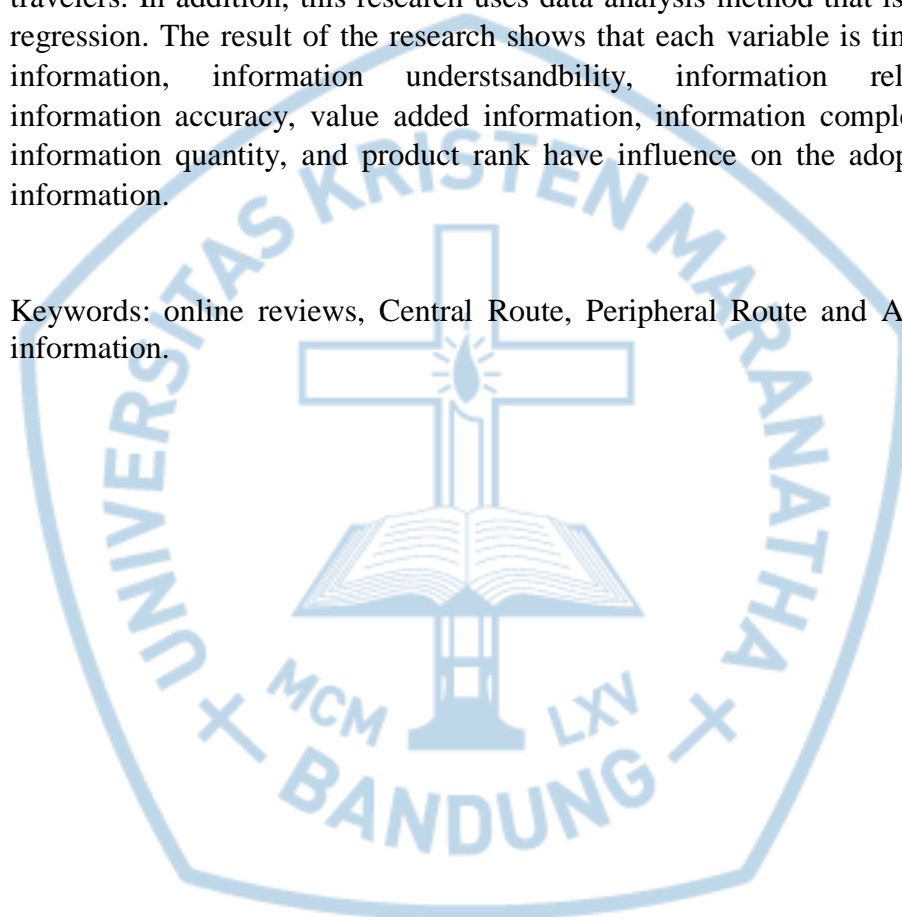 travelers. In addition, this research uses data analysis method that is
regression. The result of the research shows that each variable is tim
information, information understsandbility, information rel
information accuracy, value added information, information comple
information quantity, and product rank have influence on the adop
information.
Keywords: online reviews, Central Route, Peripheral Route and A
information.
UNIVERSITAS KRISTEN MARANATHA
MCM LXV
BANDUNG